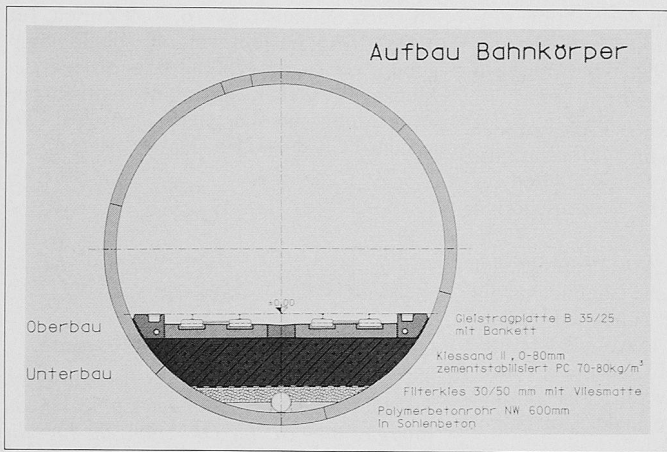 Aufbau Bahnkörper
±0.00
Oberbau
Gleistragplatte B 35/25
mit Bankett
Kiessand II , 0-80mm
zementstabilisiert PC 70-80kg/m³
Unterbau
Filterkies 30/50 mm mit Vliesmatte
Polymerbetonrohr NW 600mm
in Sohlenbeton